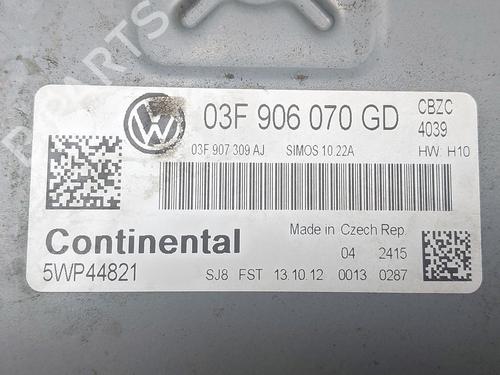 03F 906 070 GD
CBZC
4039
03F 907 309 AJ SIMOS 10.22A HW: H10
Made in Czech Rep.
Continental
04 2415
5WP44821
SJ8 FST 13.10.12 0013 0287